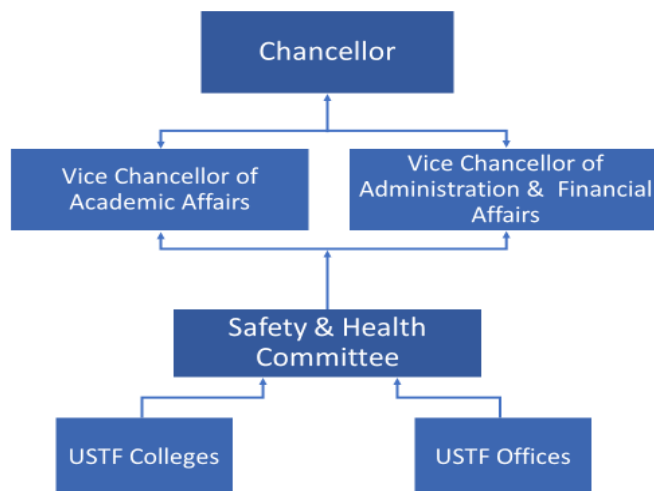 Chancellor
Vice Chancellor of
Academic Affairs
Vice Chancellor of
Administration & Financial
Affairs
Safety & Health
Committee
USTF Colleges
USTF Offices